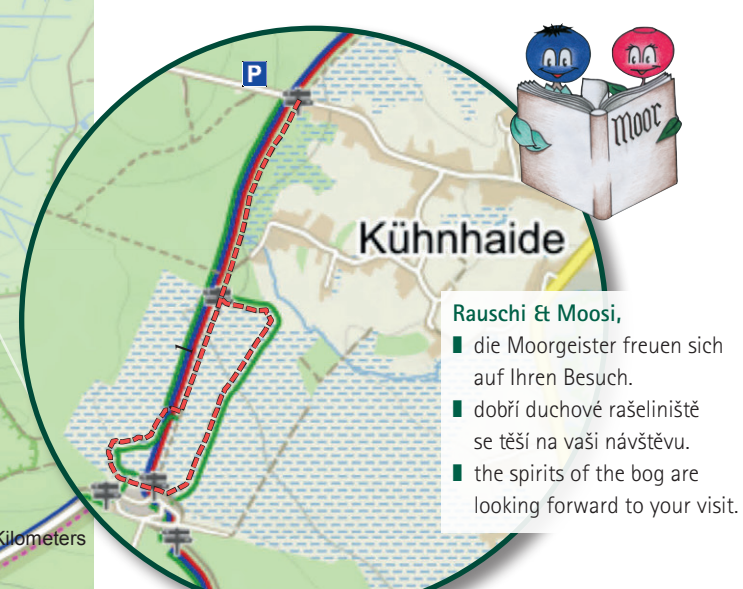 P
moor
Kühnhaide
Rauschi & Moosi,
die Moorgeister freuen sich
auf Ihren Besuch.
dobří duchové rašeliniště
se těší na vaši návštěvu.
the spirits of the bog are
looking forward to your visit.
1
Kilometers